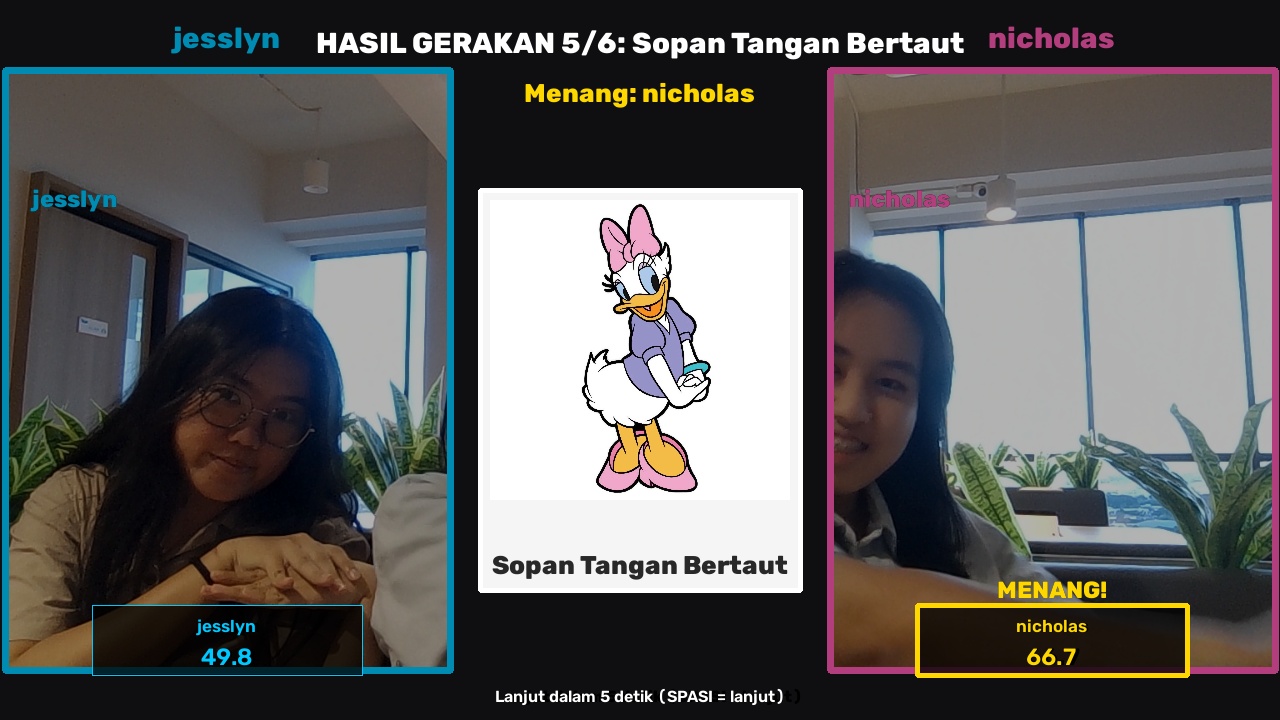 jesslyn
HASIL GERAKAN 5/6: Sopan Tangan Bertaut
nicholas
Menang: nicholas
jesslyn
nicholas
Sopan Tangan Bertaut
MENANG!
jesslyn
49.8
nicholas
66.7
Lanjut dalam 5 detik (SPASI = lanjut)